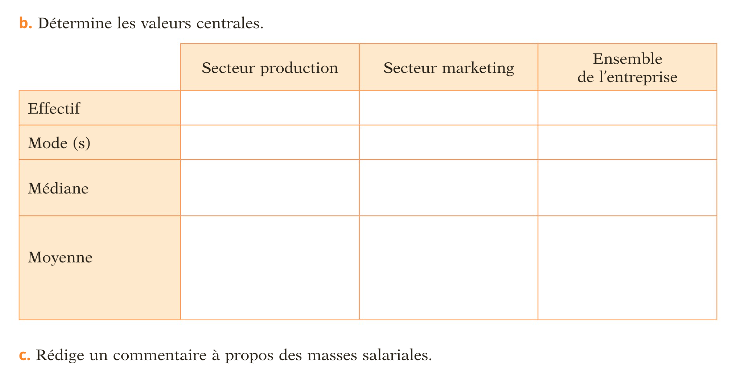 b. Détermine les valeurs centrales.
Secteur production
Secteur marketing
Ensemble
de l'entreprise
Effectif
Mode (s)
Médiane
Moyenne
c. Rédige un commentaire à propos des masses salariales.